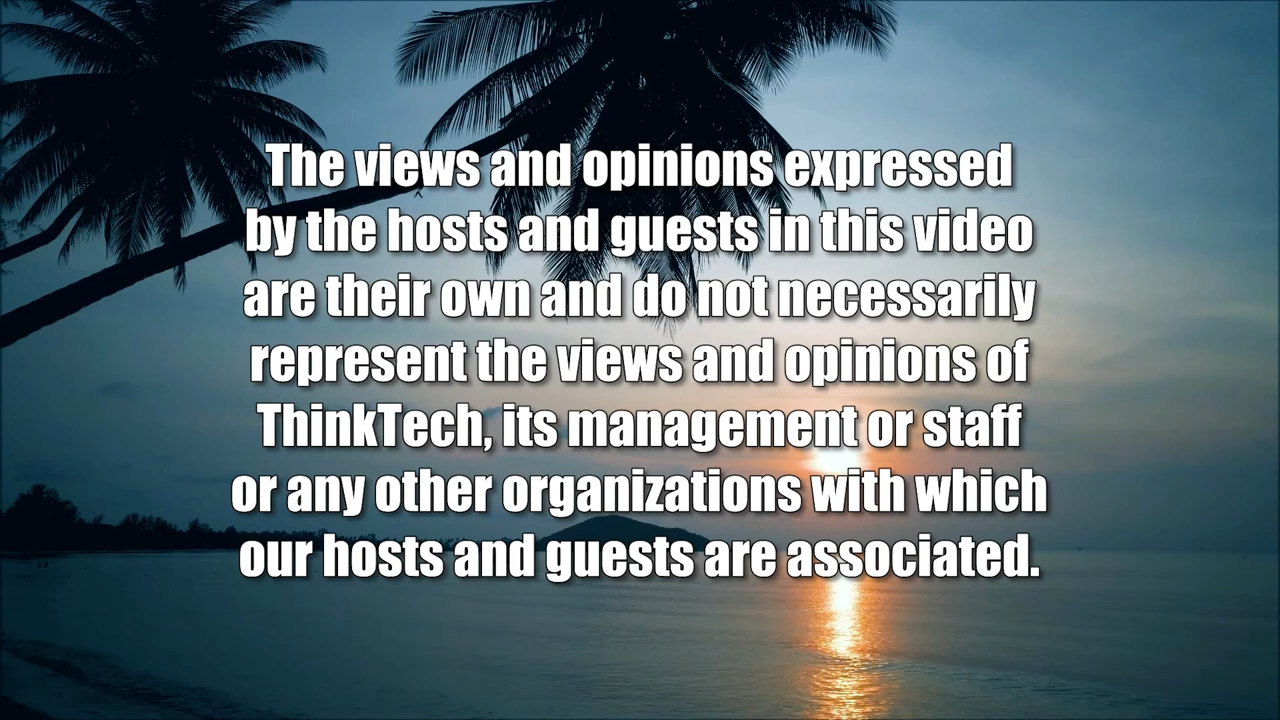 The views and opinions expressed
by the hosts and guests in this video
are their own and do not necessarily
represent the views and opinions of
ThinkTech, its management or staff
or any other organizations with which
our hosts and guests are associated.